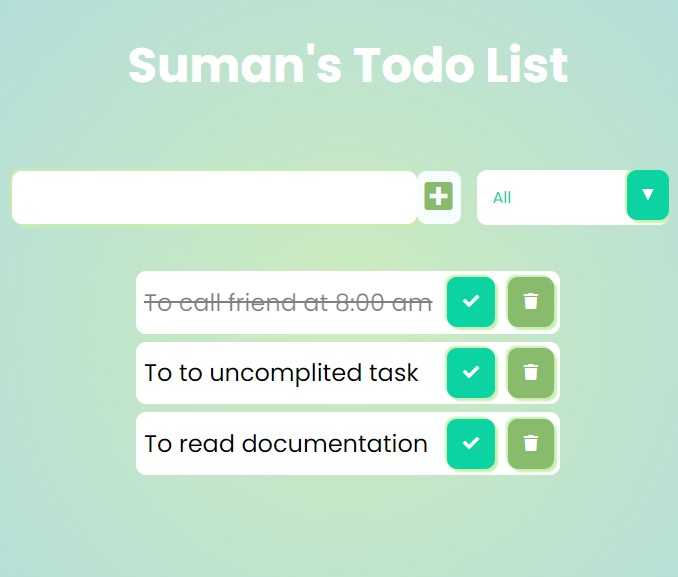 Suman's Todo List
All
To call friend at 8:00 am
To to uncomplited task
To read documentation